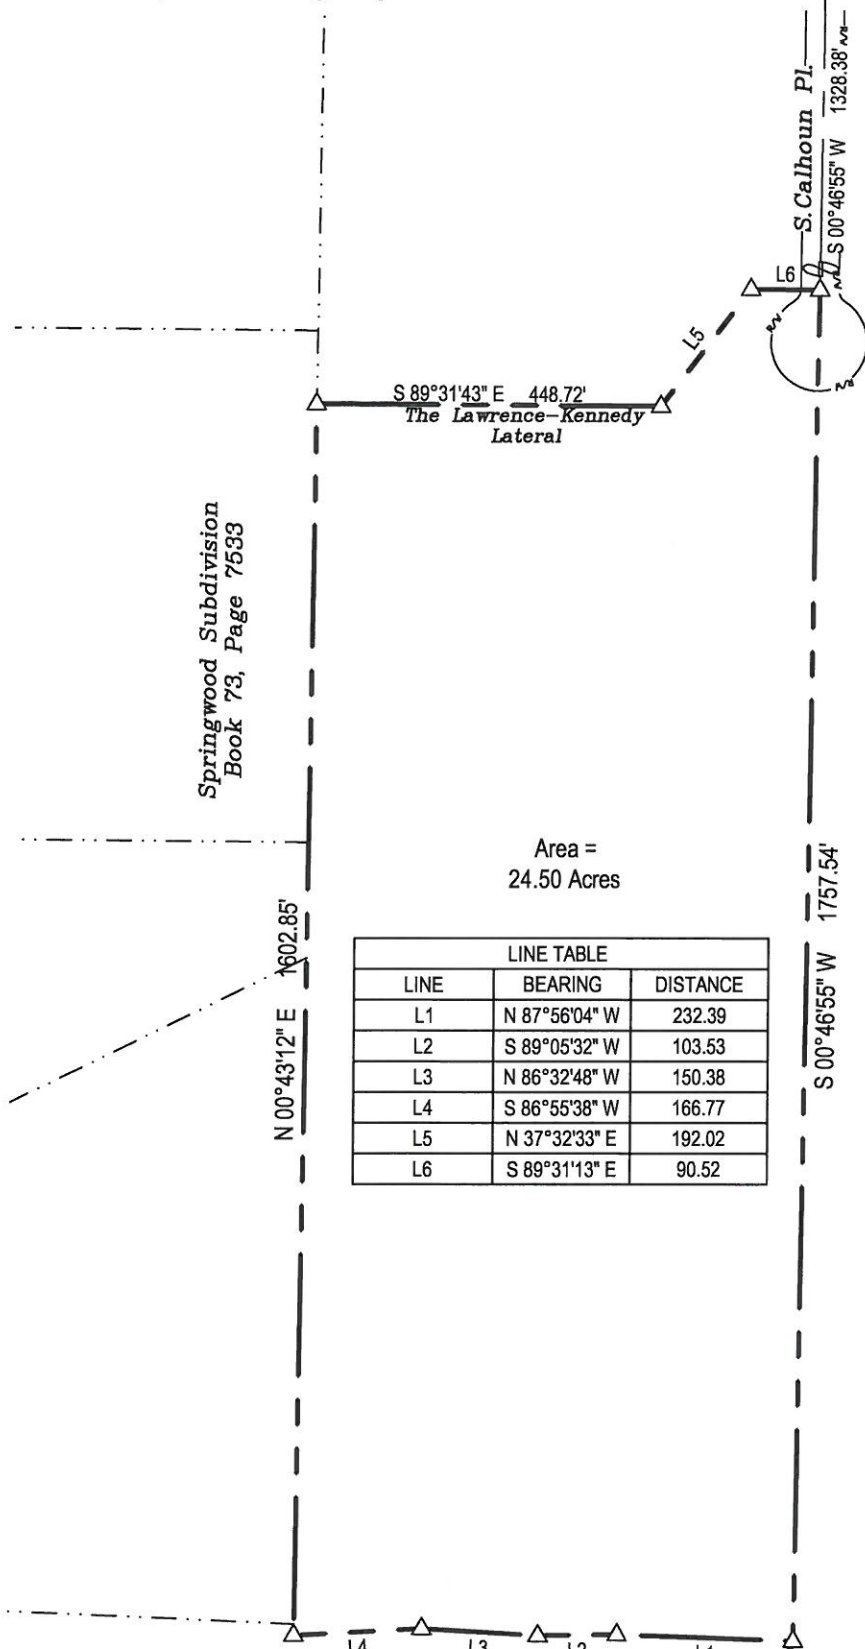 S. Calhoun Pl.
S 00°46'55" W 1328.38'
L6
L5
S 89°31'43" E 448.72'
The Lawrence-Kennedy
Lateral
Springwood Subdivision
Book 73, Page 7533
Area =
24.50 Acres
N 00°43'12" E 1602.85'
S 00°46'55" W 1757.54'
LINE TABLE
LINE BEARING DISTANCE
L1 N 87°56'04" W 232.39
L2 S 89°05'32" W 103.53
L3 N 86°32'48" W 150.38
L4 S 86°55'38" W 166.77
L5 N 37°32'33" E 192.02
L6 S 89°31'13" E 90.52
L4 L3 L2 L1